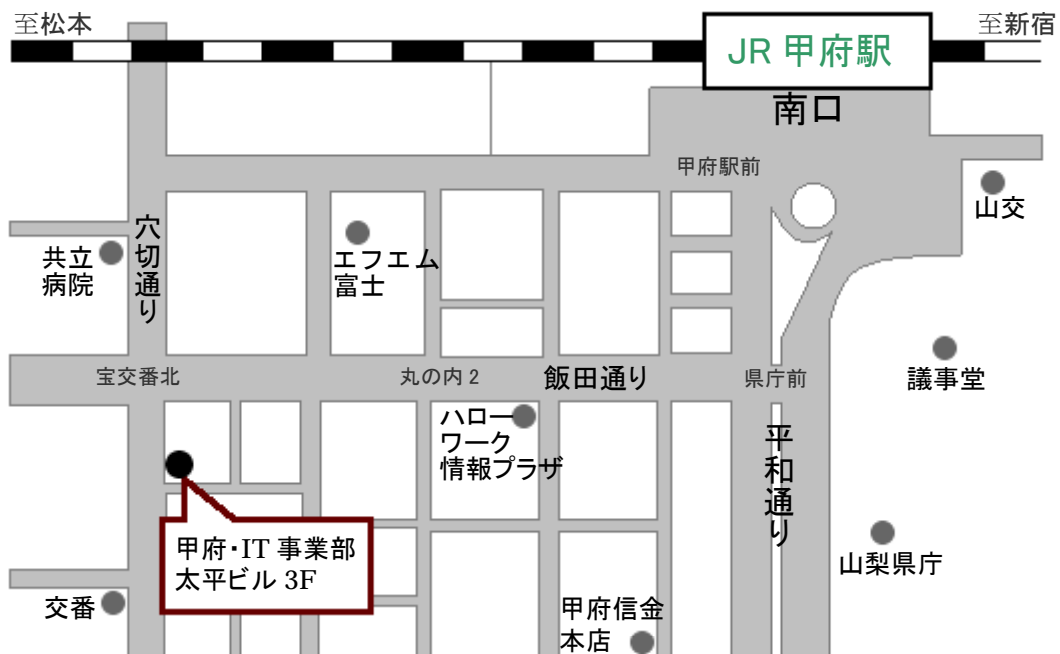 至松本
至新宿
JR 甲府駅
南口
甲府駅前
山交
穴切通り
共立
病院
エフエム
富士
宝交番北
丸の内 2
飯田通り
県庁前
議事堂
ハロー
ワーク
情報プラザ
平和通り
甲府・IT 事業部
太平ビル 3F
山梨県庁
交番
甲府信金
本店